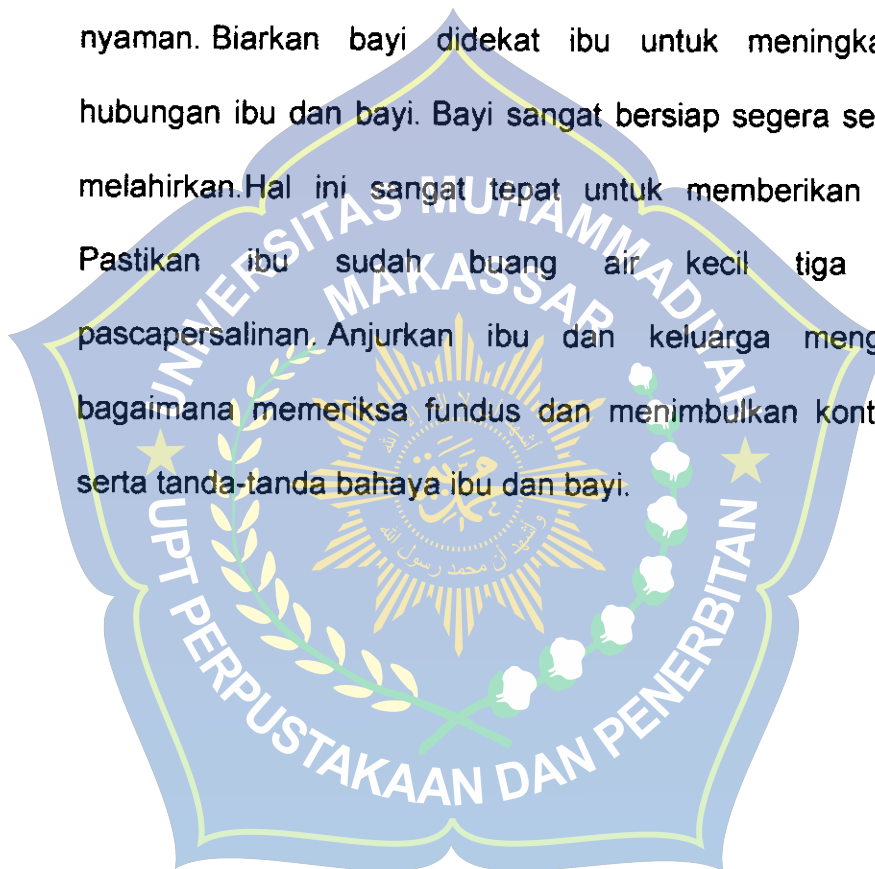 nyaman. Biarkan bayi didekat ibu untuk meningka
hubungan ibu dan bayi. Bayi sangat bersiap segera se
melahirkan.Hal ini sangat tepat untuk memberikan
Pastikan ibu sudah buang air kecil tiga
pascapersalinan. Anjurkan ibu dan keluarga meng
bagaimana memeriksa fundus dan menimbulkan kont
serta tanda-tanda bahaya ibu dan bayi.
UNIVERSITAS MUHAMMADIYAH
MAKASSAR
UPT PERPUSTAKAAN DAN PENERBITAN